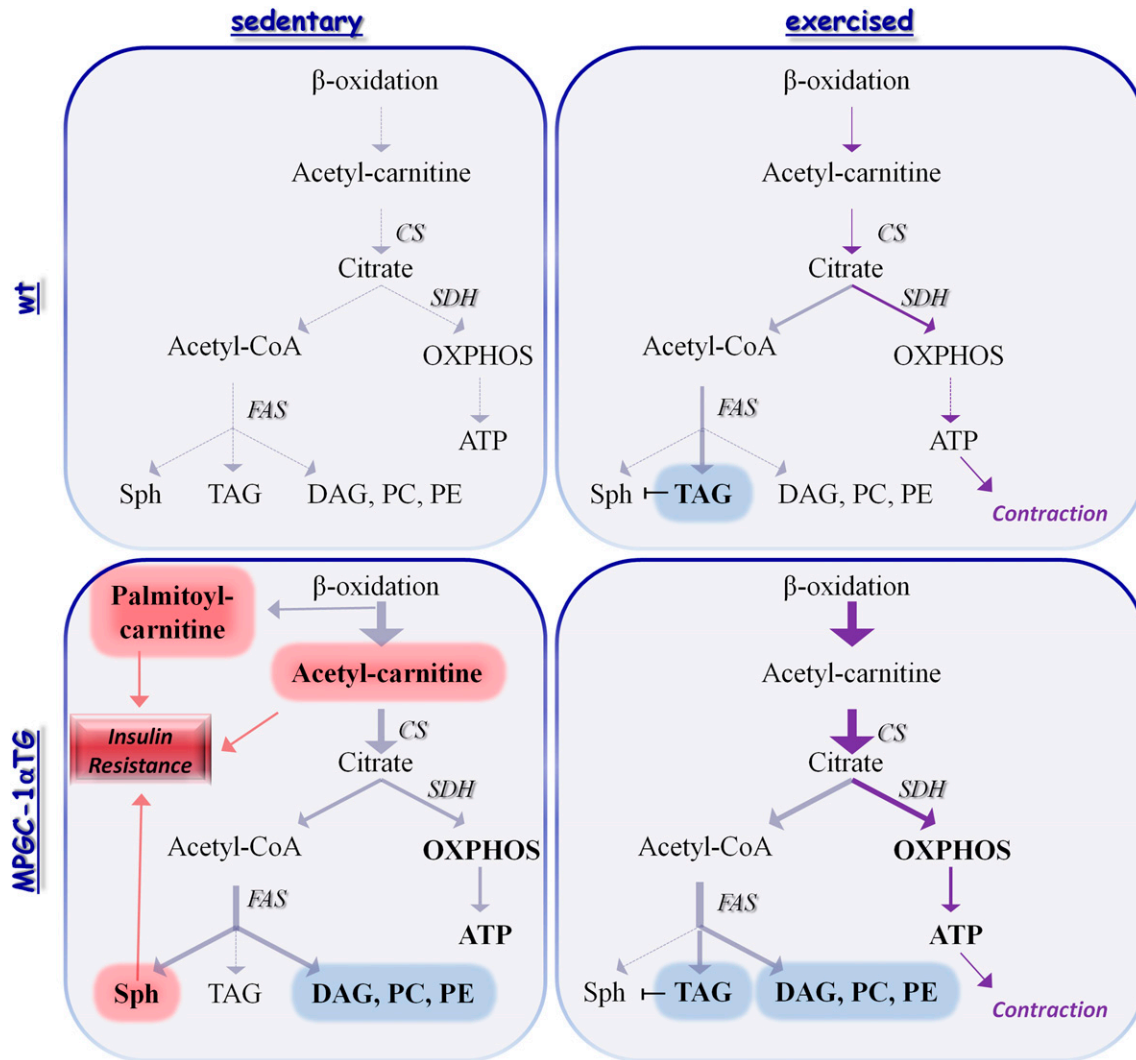 sedentary
exercised
wt
β-oxidation
Acetyl-carnitine
CS
Citrate
SDH
Acetyl-CoA
OXPHOS
FAS
ATP
Sph
TAG
DAG, PC, PE
β-oxidation
Acetyl-carnitine
CS
Citrate
SDH
Acetyl-CoA
OXPHOS
FAS
ATP
Sph
TAG
DAG, PC, PE
Contraction
MPGC-1αTG
β-oxidation
Palmitoyl-
carnitine
Acetyl-carnitine
Insulin
Resistance
CS
Citrate
SDH
Acetyl-CoA
OXPHOS
FAS
ATP
Sph
TAG
DAG, PC, PE
β-oxidation
Acetyl-carnitine
CS
Citrate
SDH
Acetyl-CoA
OXPHOS
FAS
ATP
Sph
TAG
DAG, PC, PE
Contraction